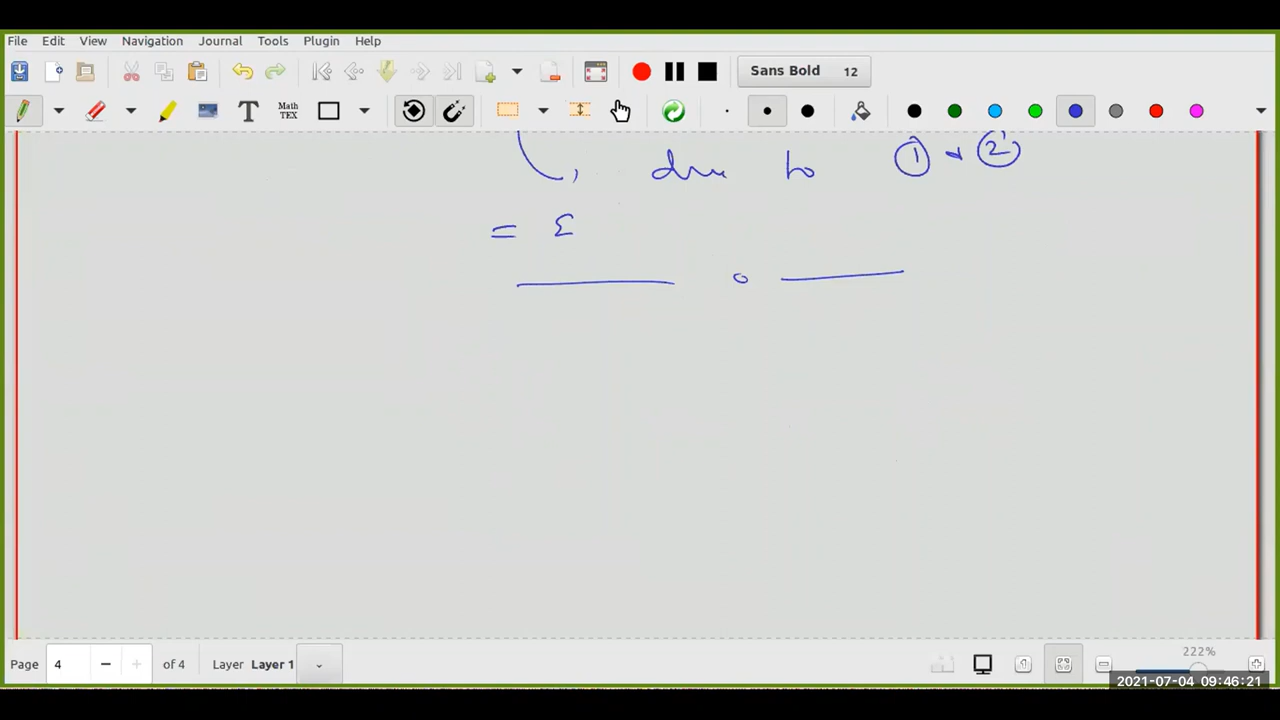 File Edit View Navigation Journal Tools Plugin Help
Sans Bold 12
T Math TEX
, due to ① & ②
= ε
Page 4 of 4 Layer Layer 1 222%
2021-07-04 09:46:21